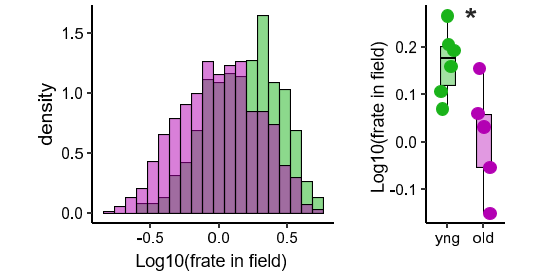 density
1.5
1.0
0.5
0.0
-0.5
0.0
0.5
Log10(frate in field)
Log10(frate in field)
*
0.2
0.1
0.0
-0.1
yng
old